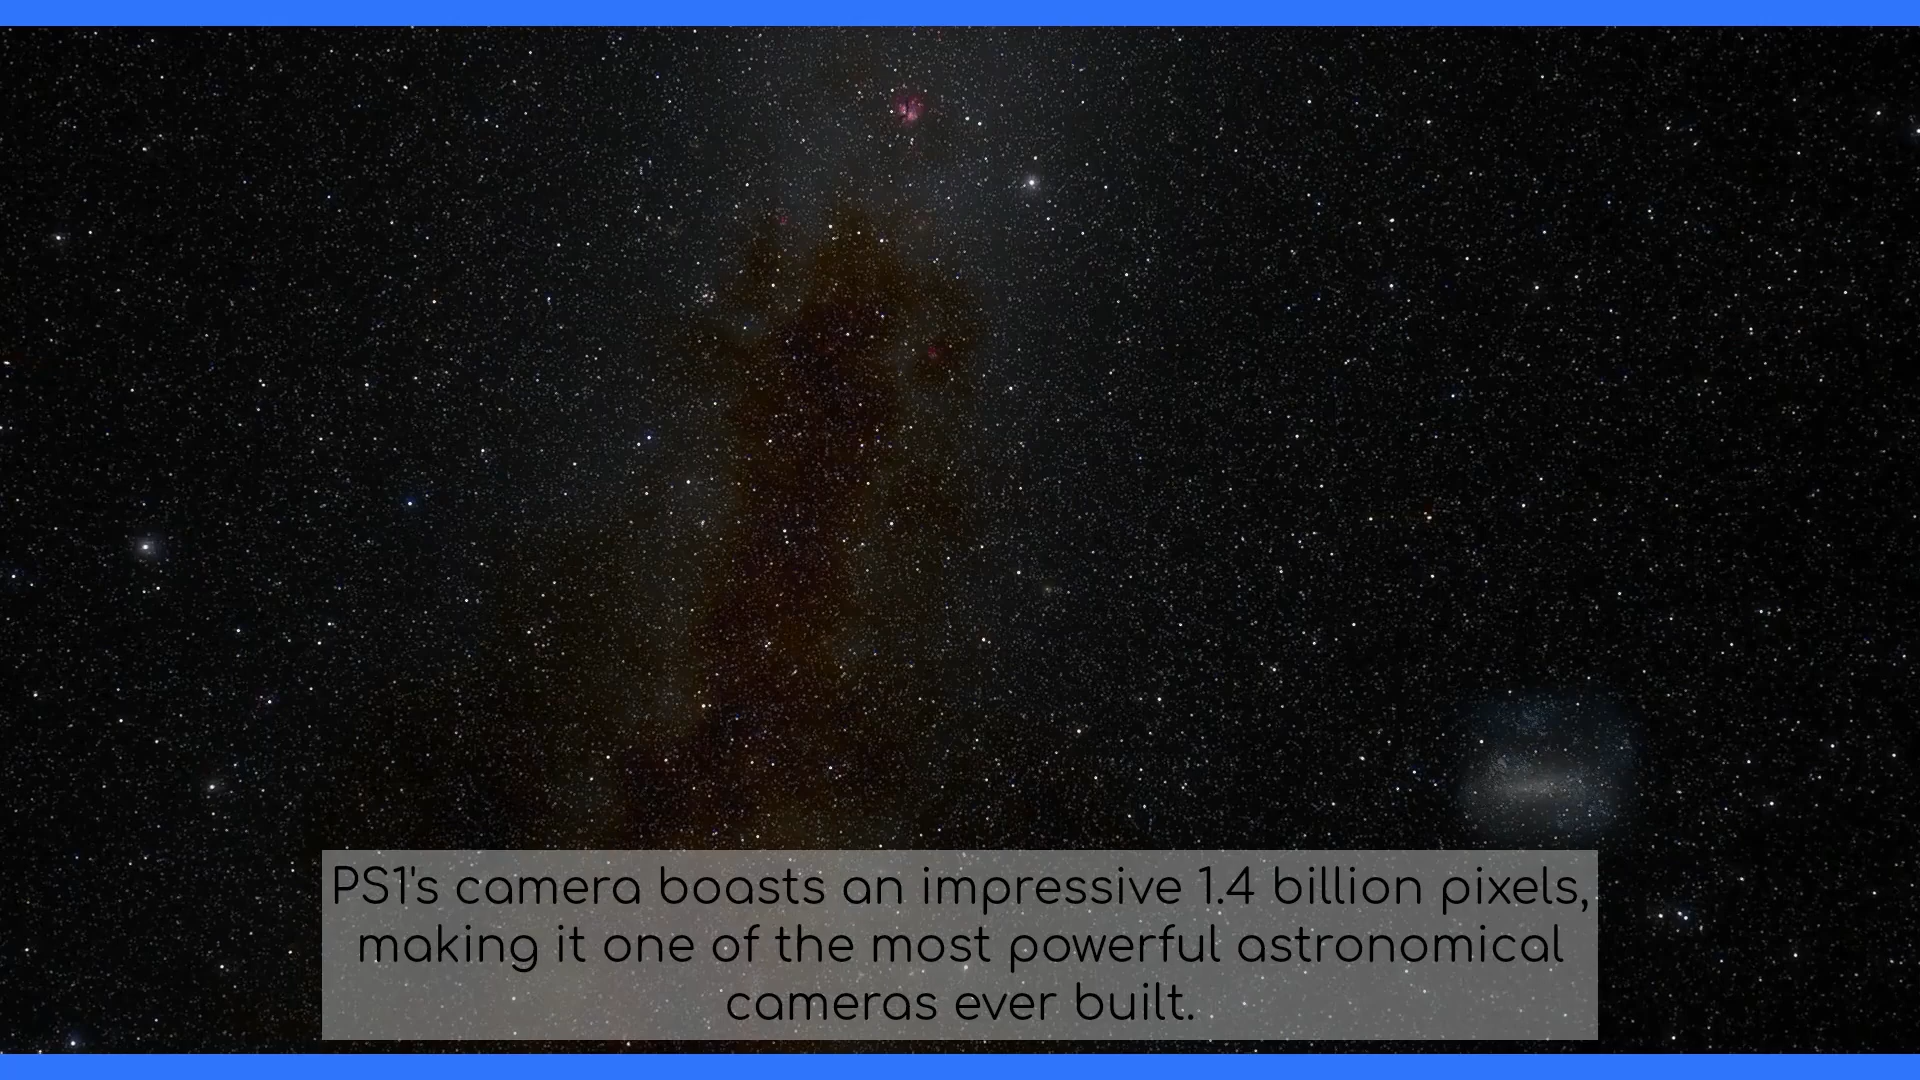 PS1's camera boasts an impressive 1.4 billion pixels,
making it one of the most powerful astronomical
cameras ever built.